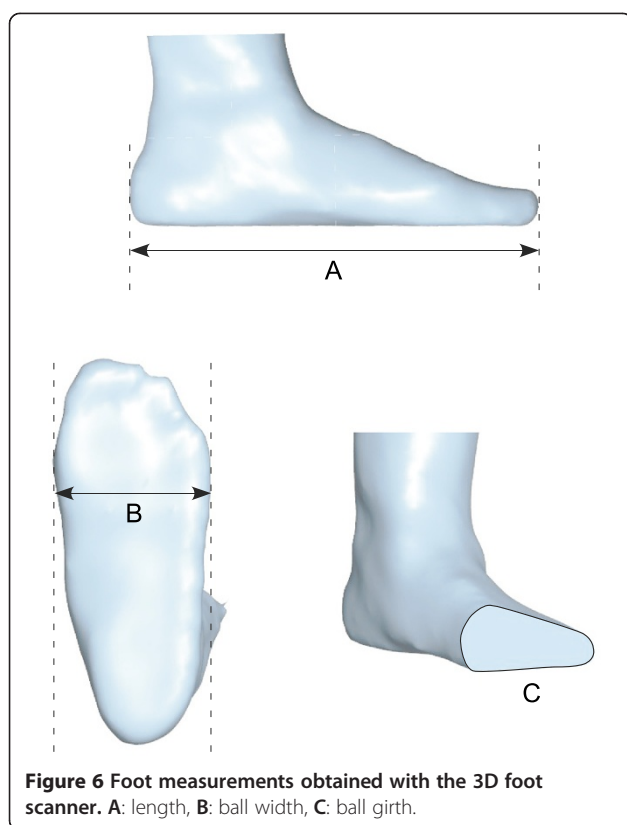 A
B
C
Figure 6 Foot measurements obtained with the 3D foot
scanner. A: length, B: ball width, C: ball girth.